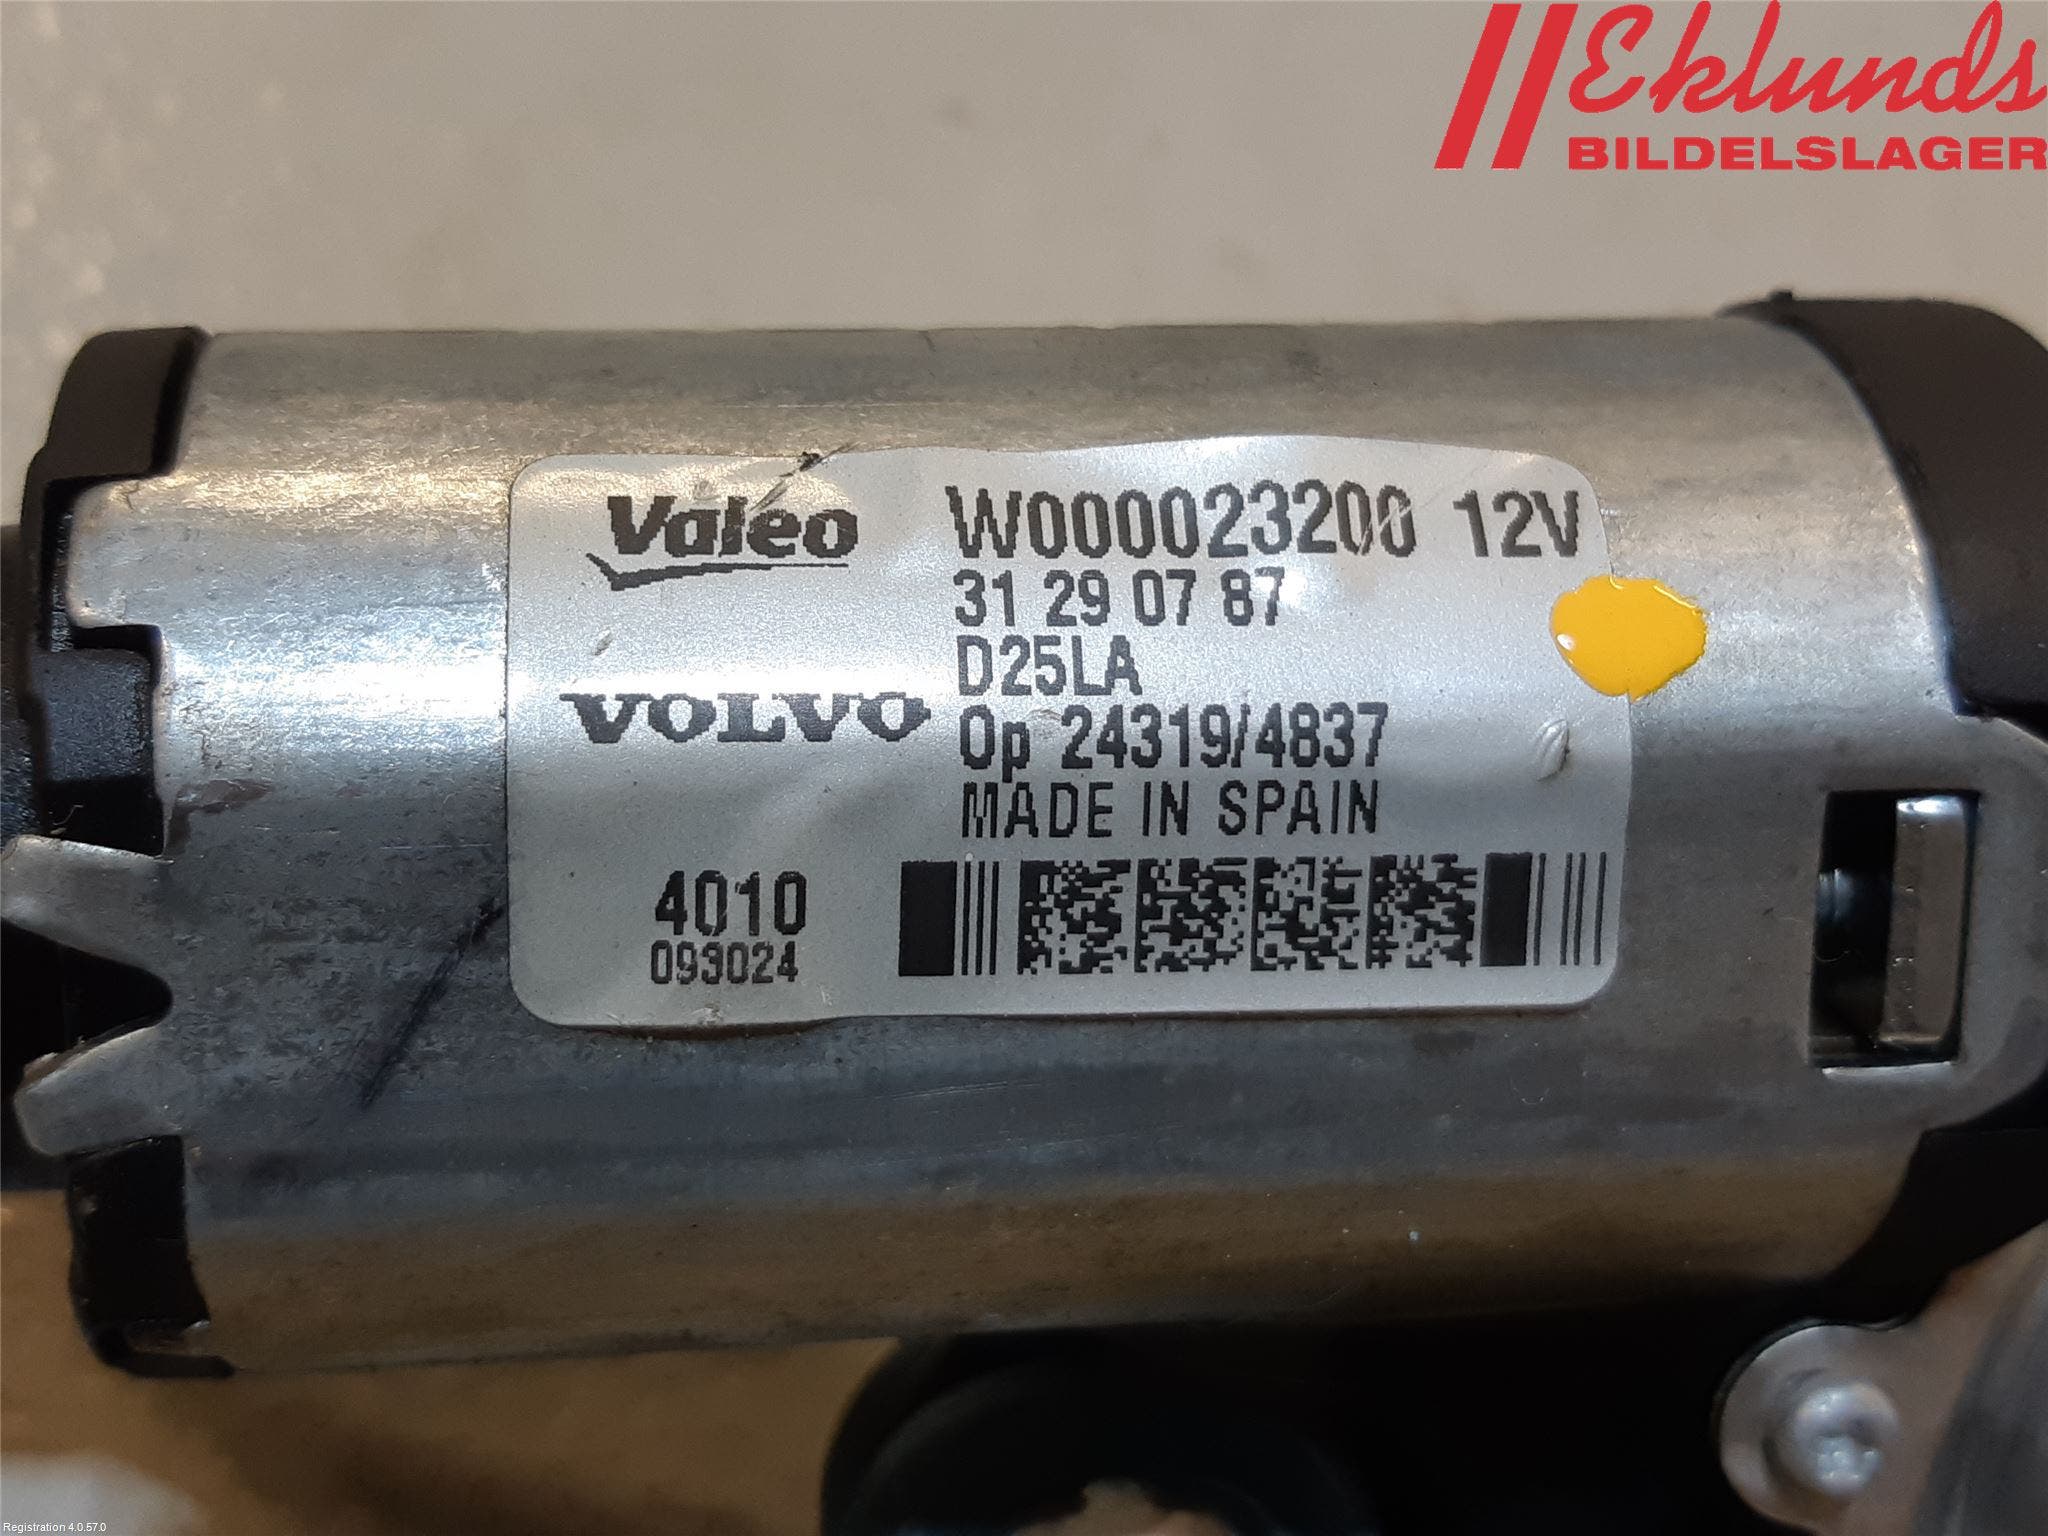 Eklunds
BILDELSLAGER
Valeo
W000023200 12V
31 29 07 87
D25LA
VOLVO
Op 24319/4837
MADE IN SPAIN
4010
093024
Registration 4.0.57.0